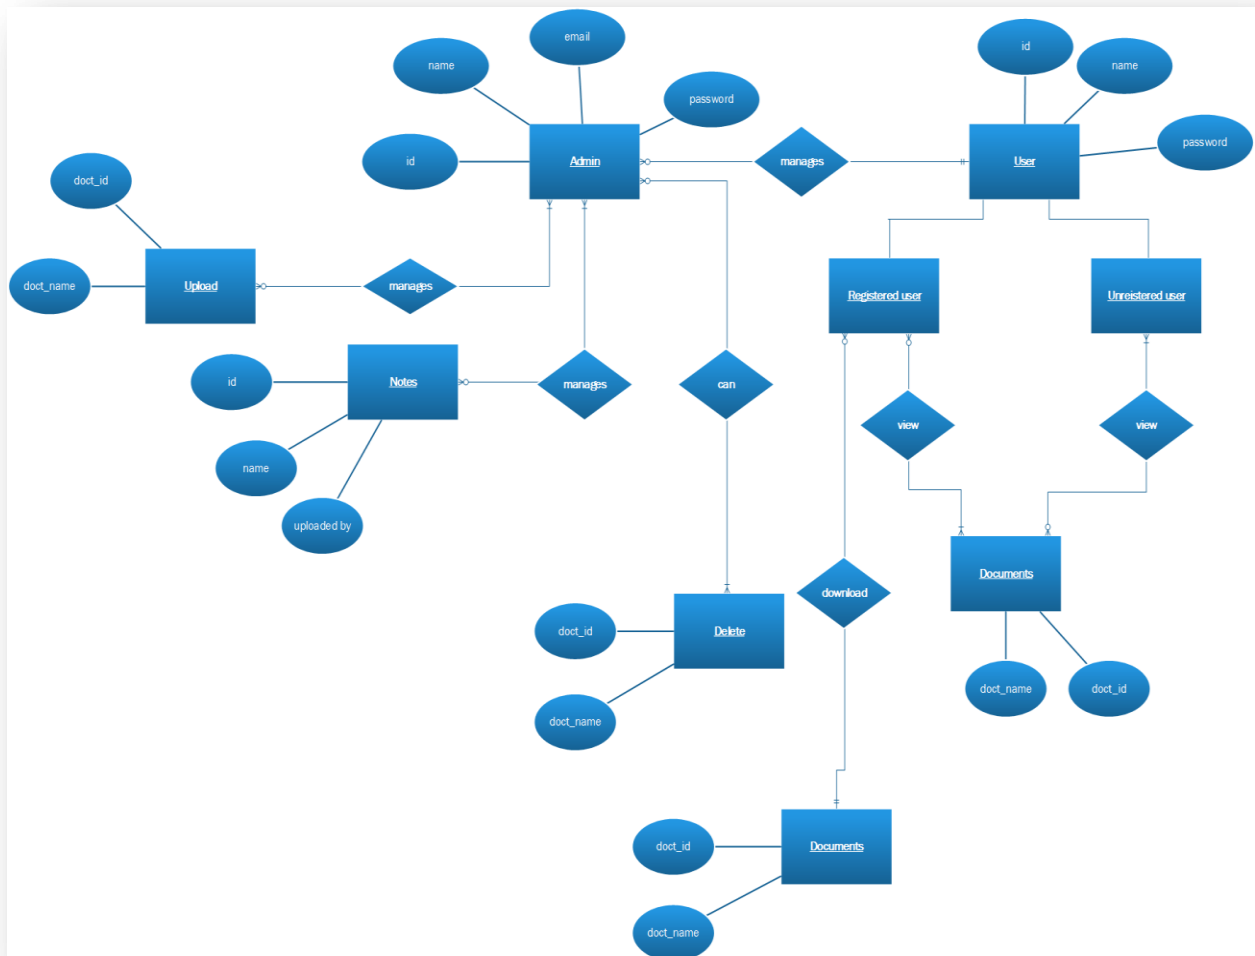 email
id
name
name
password
password
id
Admin
manages
User
doct_id
doct_name
Upload
manages
Registered user
Unreistered user
id
Notes
manages
can
view
view
name
uploaded by
download
Documents
doct_id
Delete
doct_name
doct_id
doct_name
doct_id
Documents
doct_name